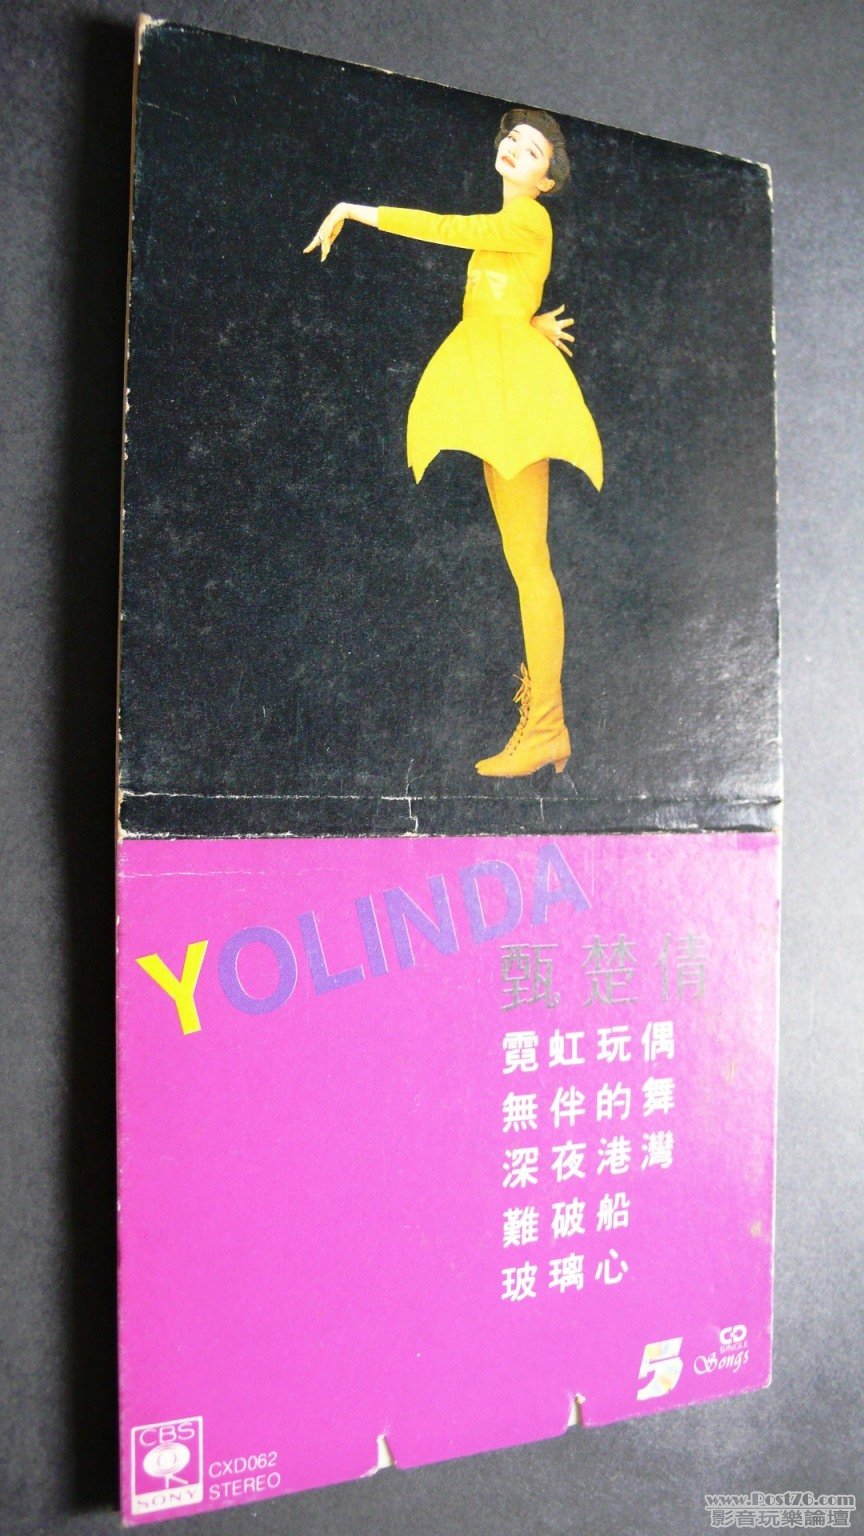 YOLINDA
甄楚倩
霓虹玩偶
無伴的舞
深夜港灣
難破船
玻璃心
5
CD
SINGLE
Songs
CBS
SONY
CXD062
STEREO
www.Post76.com
影音玩樂論壇